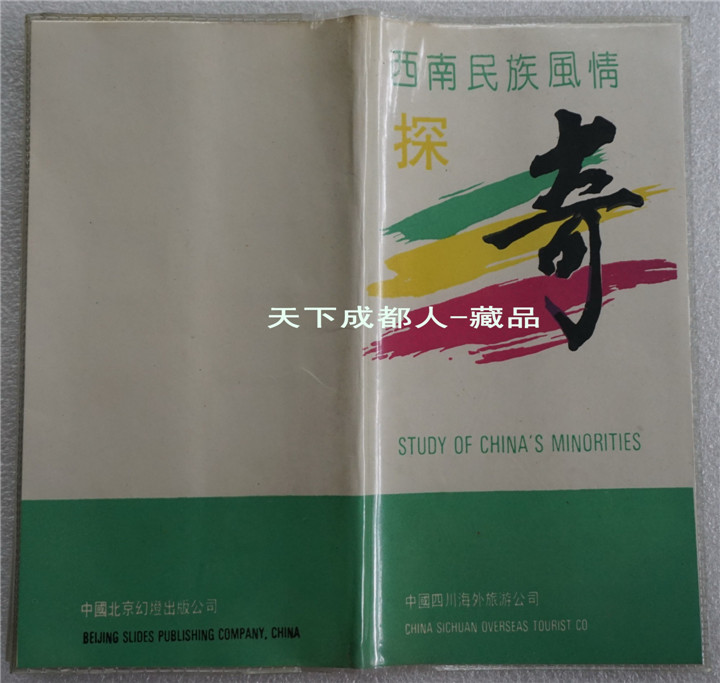 西南民族風情
探
奇
天下成都人-藏品
STUDY OF CHINA'S MINORITIES
中國北京幻燈出版公司
BEIJING SLIDES PUBLISHING COMPANY, CHINA
中國四川海外旅游公司
CHINA SICHUAN OVERSEAS TOURIST CO